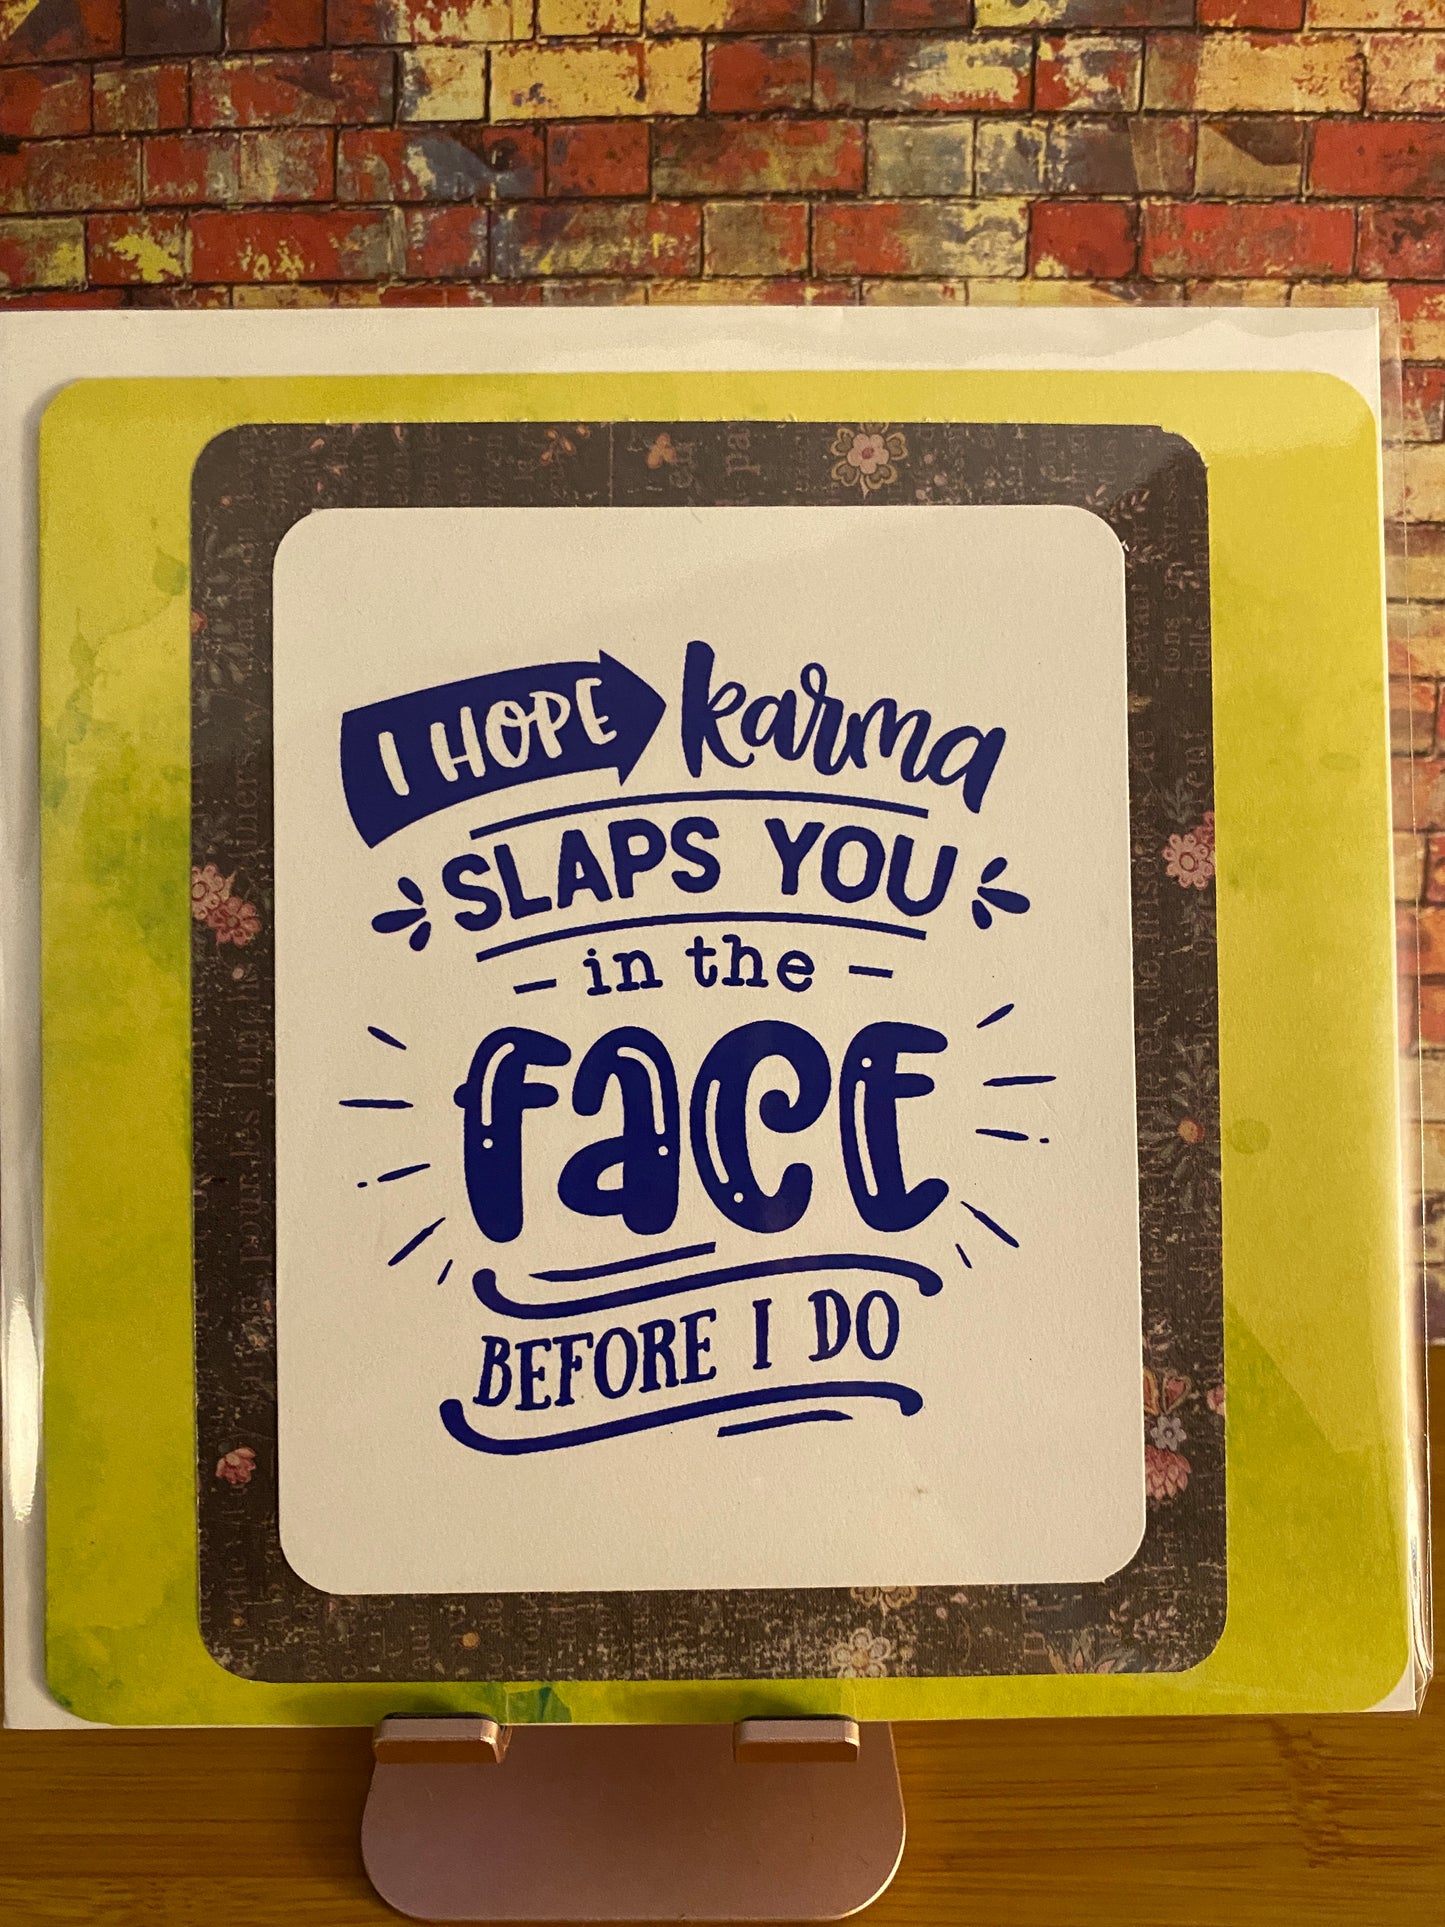 I HOPE karma
SLAPS YOU
- in the -
FACE
BEFORE I DO